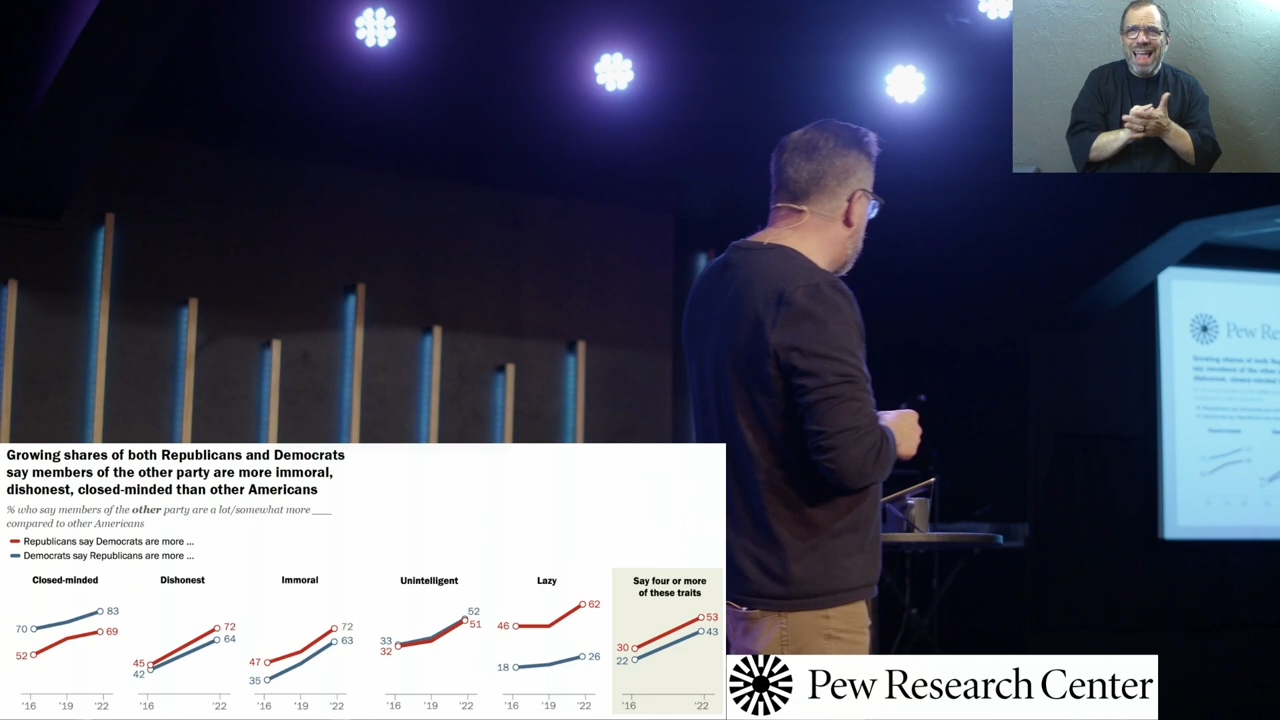 Pew Re
Growing shares of both Republicans and Democrats
say members of the other party are more immoral,
dishonest, closed-minded than other Americans
% who say members of the other party are a lot/somewhat more ___
compared to other Americans
Republicans say Democrats are more ...
Democrats say Republicans are more ...
Closed-minded
70 83
52 69
'16 '19 '22
Dishonest
45 72
42 64
'16 '22
Immoral
47 72
35 63
'16 '19 '22
Unintelligent
33 52
32 51
'16 '19 '22
Lazy
46 62
18 26
'16 '19 '22
Say four or more
of these traits
30 53
22 43
'16 '22
Pew Research Center